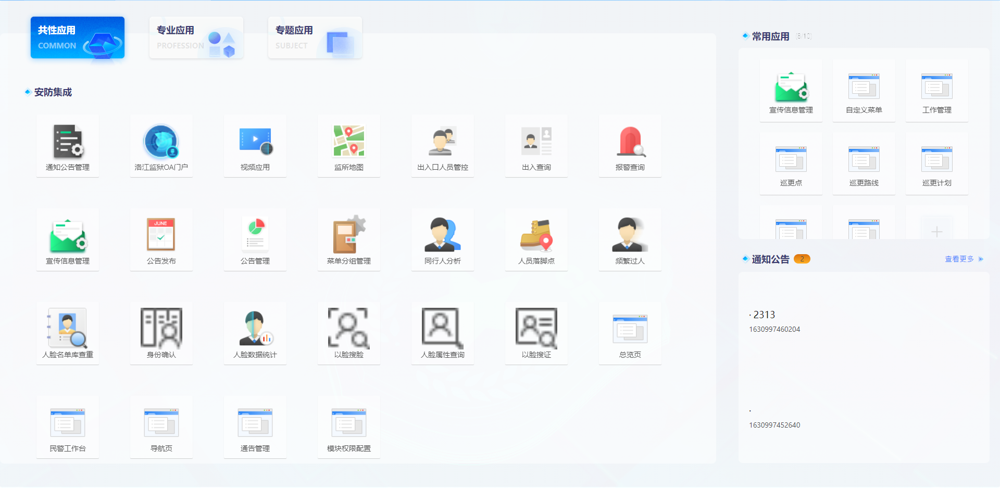 共性应用
COMMON
专业应用
PROFESSION
专题应用
SUBJECT
安防集成
通知公告管理
洛江监狱OA门户
视频应用
监所地图
出入口人员管控
出入查询
报警查询
宣传信息管理
JUNE
公告发布
公告管理
菜单分组管理
同行人分析
人员落脚点
频繁过人
人脸名单库查重
身份确认
人脸数据统计
以脸搜脸
人脸属性查询
以脸搜证
总览页
民警工作台
导航页
通告管理
模块权限配置
常用应用 (8/10)
宣传信息管理
自定义菜单
工作管理
巡更点
巡更路线
巡更计划
通知公告 2
查看更多
· 2313
1630997460204
·
1630997452640